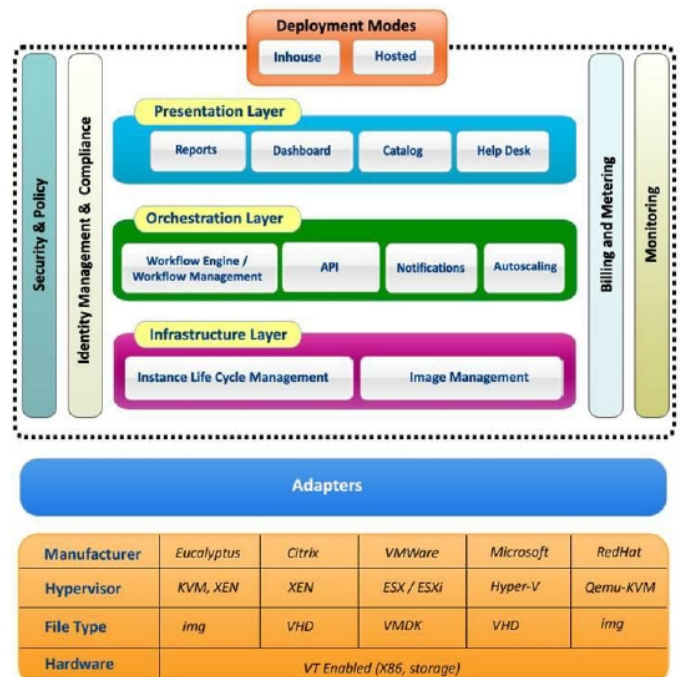 Deployment Modes
Inhouse
Hosted
Security & Policy
Identity Management & Compliance
Presentation Layer
Reports
Dashboard
Catalog
Help Desk
Orchestration Layer
Workflow Engine /
Workflow Management
API
Notifications
Autoscaling
Infrastructure Layer
Instance Life Cycle Management
Image Management
Billing and Metering
Monitoring
Adapters
Manufacturer Eucalyptus Citrix VMWare Microsoft RedHat
Hypervisor KVM, XEN XEN ESX / ESXi Hyper-V Qemu-KVM
File Type img VHD VMDK VHD img
Hardware VT Enabled (X86, storage)